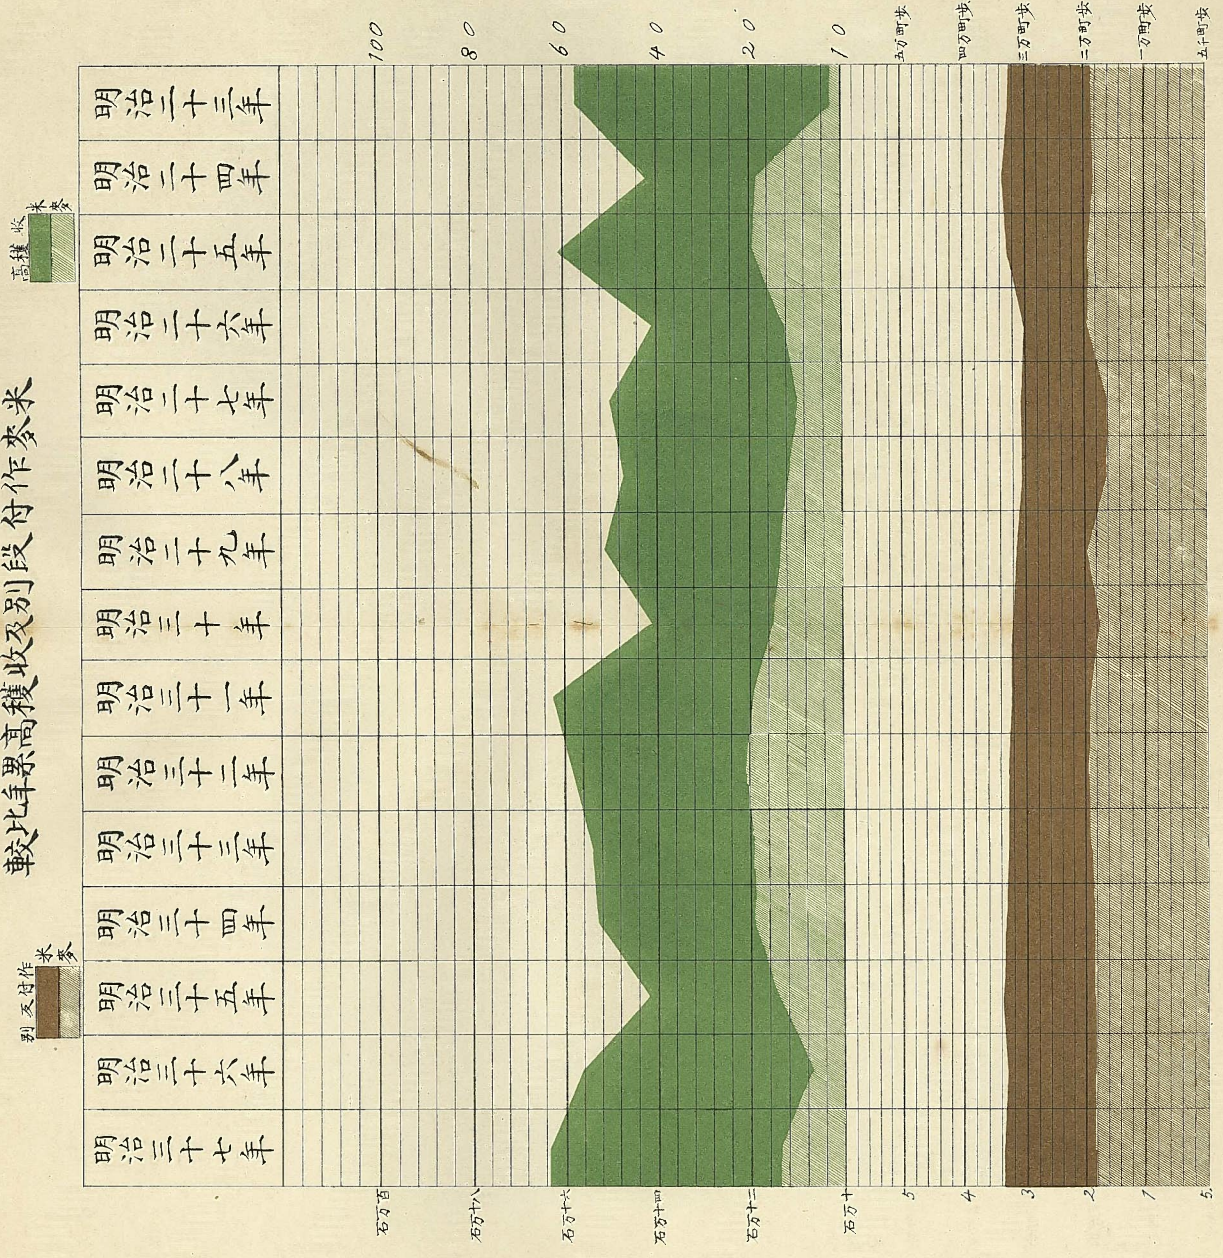 米麥作付段別及收穫高累年比較
收穫高
米
麥
作付反別
米
麥
明治二十三年
明治二十四年
明治二十五年
明治二十六年
明治二十七年
明治二十八年
明治二十九年
明治三十年
明治三十一年
明治三十二年
明治三十三年
明治三十四年
明治三十五年
明治三十六年
明治三十七年
100
80
60
40
20
10
五万町歩
四万町歩
三万町歩
二万町歩
一万町歩
五千町歩
百万石
八十万石
六十万石
四十万石
二十万石
十万石
5
4
3
2
1
5.